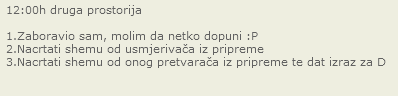 12:00h druga prostorija
1.Zaboravio sam, molim da netko dopuni :P
2.Nacrtati shemu od usmjerivača iz pripreme
3.Nacrtati shemu od onog pretvarača iz pripreme te dat izraz za D